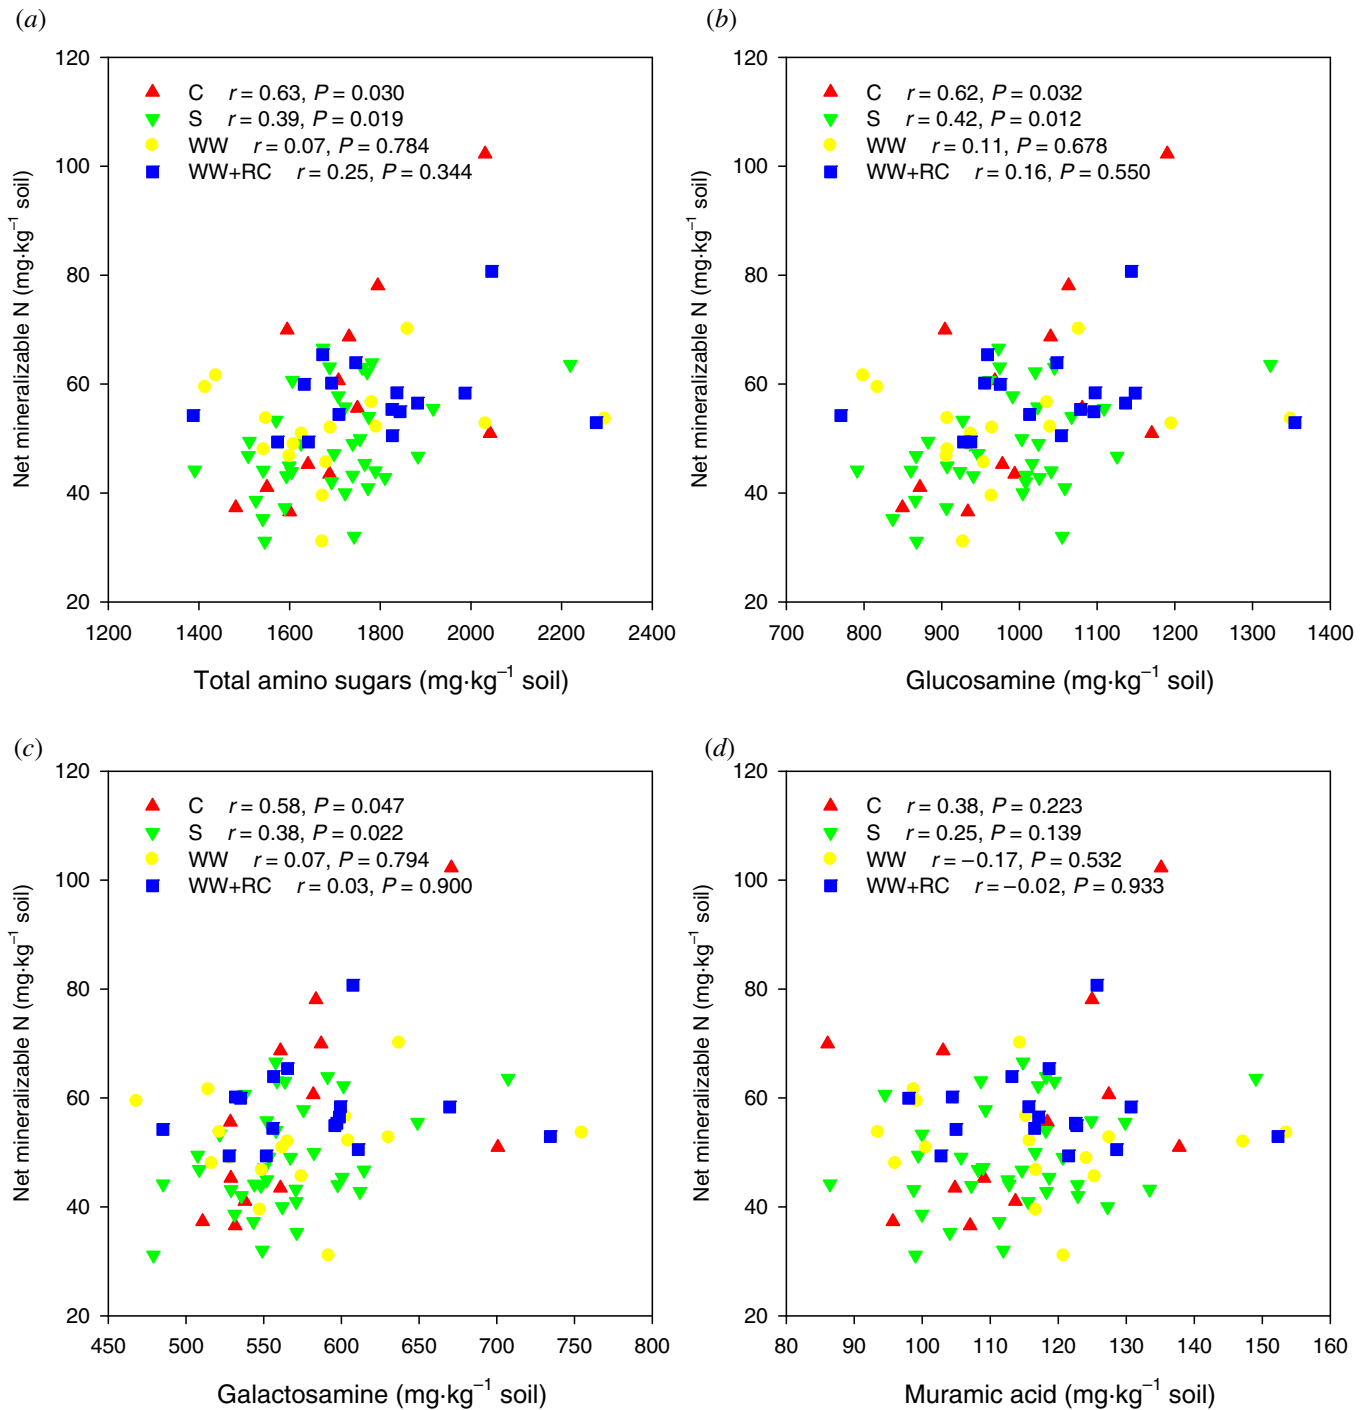 (a)
120
100
80
60
40
20
Net mineralizable N (mg·kg⁻¹ soil)
C r = 0.63, P = 0.030
S r = 0.39, P = 0.019
WW r = 0.07, P = 0.784
WW+RC r = 0.25, P = 0.344
1200 1400 1600 1800 2000 2200 2400
Total amino sugars (mg·kg⁻¹ soil)
(b)
120
100
80
60
40
20
Net mineralizable N (mg·kg⁻¹ soil)
C r = 0.62, P = 0.032
S r = 0.42, P = 0.012
WW r = 0.11, P = 0.678
WW+RC r = 0.16, P = 0.550
700 800 900 1000 1100 1200 1300 1400
Glucosamine (mg·kg⁻¹ soil)
(c)
120
100
80
60
40
20
Net mineralizable N (mg·kg⁻¹ soil)
C r = 0.58, P = 0.047
S r = 0.38, P = 0.022
WW r = 0.07, P = 0.794
WW+RC r = 0.03, P = 0.900
450 500 550 600 650 700 750 800
Galactosamine (mg·kg⁻¹ soil)
(d)
120
100
80
60
40
20
Net mineralizable N (mg·kg⁻¹ soil)
C r = 0.38, P = 0.223
S r = 0.25, P = 0.139
WW r = −0.17, P = 0.532
WW+RC r = −0.02, P = 0.933
80 90 100 110 120 130 140 150 160
Muramic acid (mg·kg⁻¹ soil)